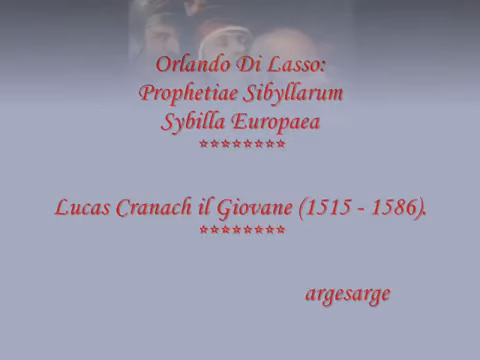 Orlando Di Lasso:
Prophetiae Sibyllarum
Sybilla Europaea
********
Lucas Cranach il Giovane (1515 - 1586).
********
argesarge